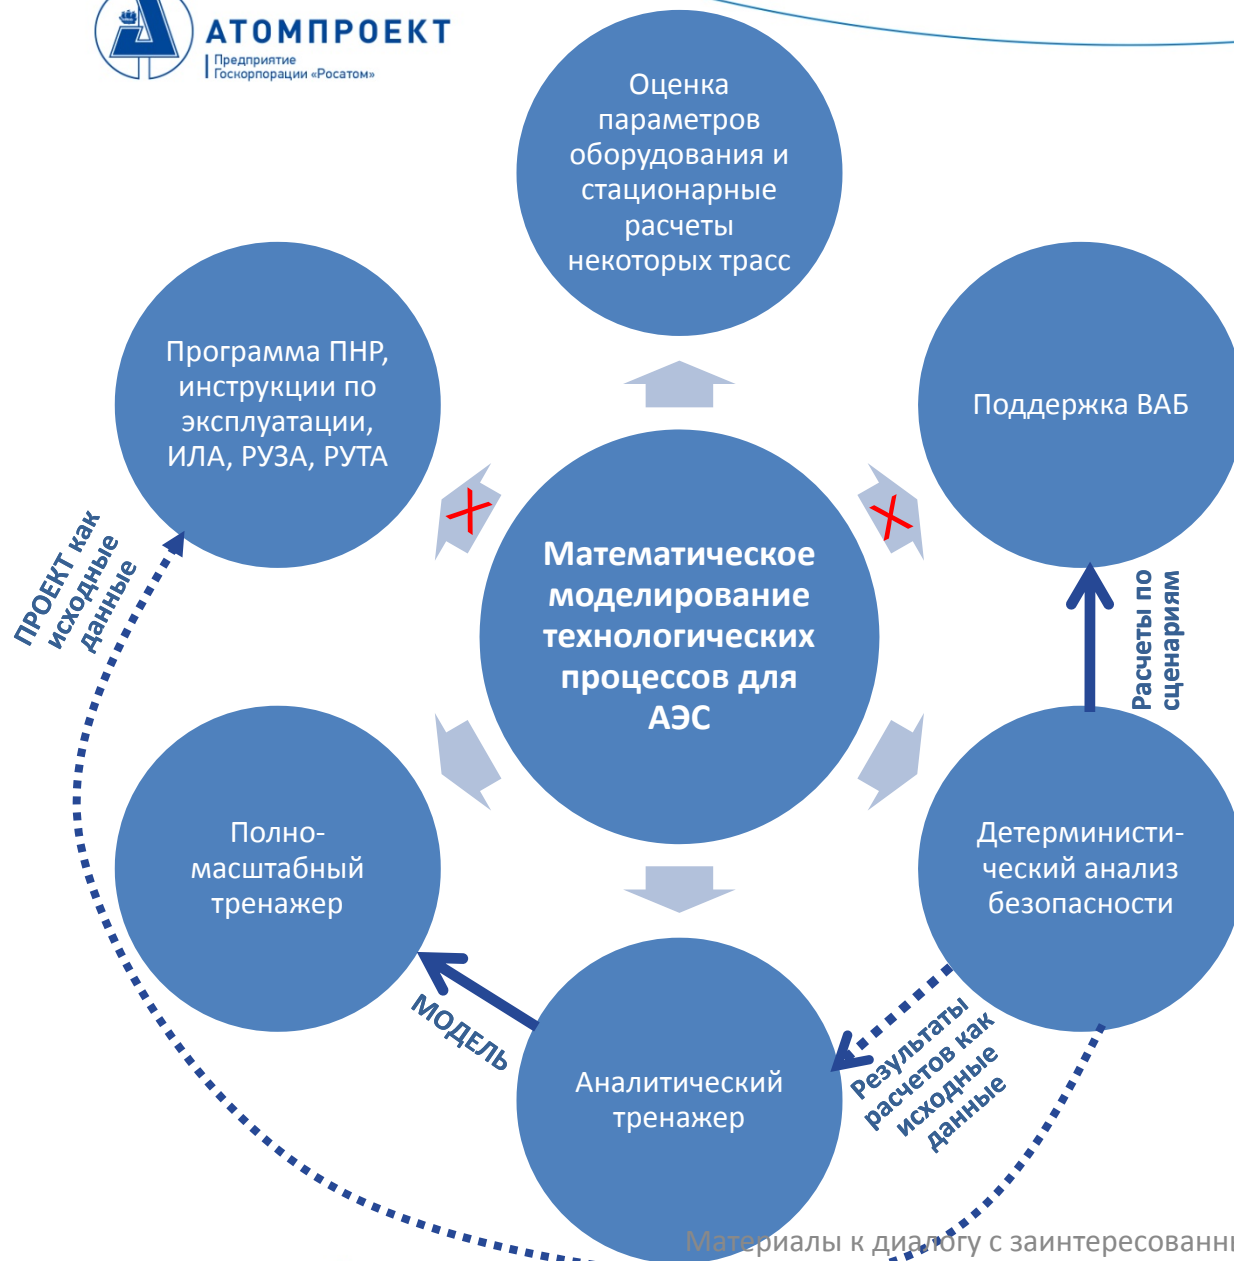 АТОМПРОЕКТ
Предприятие
Госкорпорации «Росатом»
Оценка
параметров
оборудования и
стационарные
расчеты
некоторых трасс
Программа ПНР,
инструкции по
эксплуатации,
ИЛА, РУЗА, РУТА
Поддержка ВАБ
Математическое
моделирование
технологических
процессов для
АЭС
ПРОЕКТ как
исходные
данные
Расчеты по
сценариям
Полно-
масштабный
тренажер
Детерминисти-
ческий анализ
безопасности
МОДЕЛЬ
Результаты
расчетов как
исходные
данные
Аналитический
тренажер
Материалы к диалогу с заинтересованн